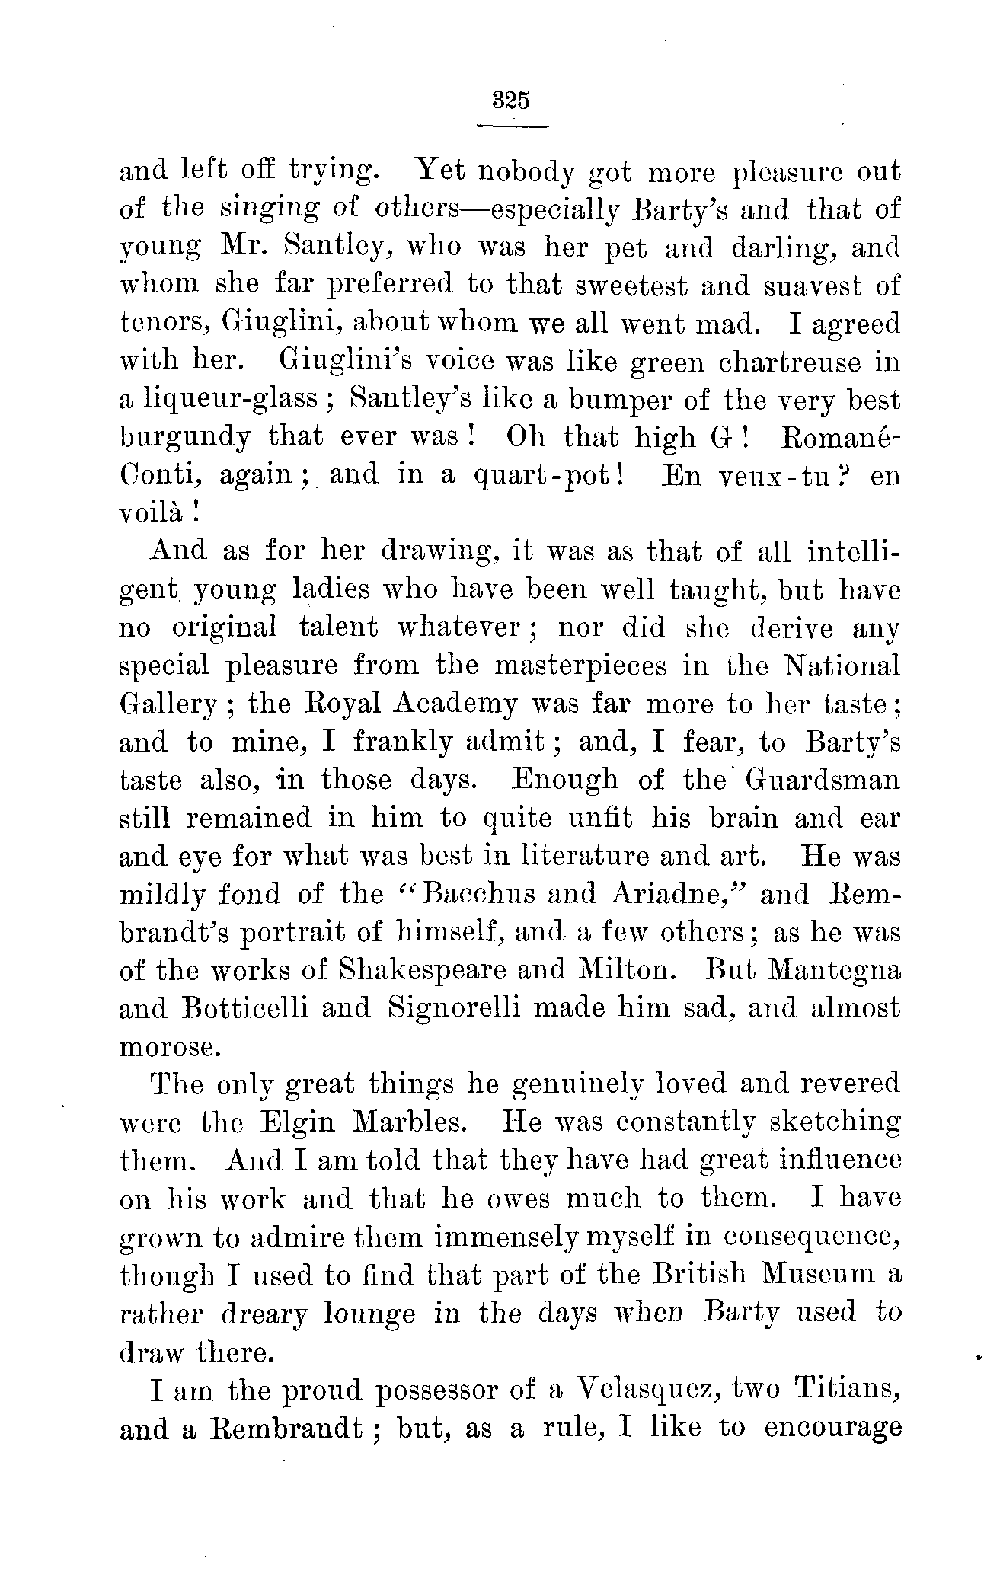 325
and left off trying. Yet nobody got more pleasure out
of the singing of others—especially Barty's and that of
young Mr. Santley, who was her pet and darling, and
whom she far preferred to that sweetest and suavest of
tenors, Giuglini, about whom we all went mad. I agreed
with her. Giuglini's voice was like green chartreuse in
a liqueur-glass; Santley's like a bumper of the very best
burgundy that ever was! Oh that high G! Romané-
Conti, again; and in a quart-pot! En veux-tu? en
voilà!
And as for her drawing, it was as that of all intelli-
gent young ladies who have been well taught, but have
no original talent whatever; nor did she derive any
special pleasure from the masterpieces in the National
Gallery; the Royal Academy was far more to her taste;
and to mine, I frankly admit; and, I fear, to Barty's
taste also, in those days. Enough of the Guardsman
still remained in him to quite unfit his brain and ear
and eye for what was best in literature and art. He was
mildly fond of the "Bacchus and Ariadne," and Rem-
brandt's portrait of himself, and a few others; as he was
of the works of Shakespeare and Milton. But Mantegna
and Botticelli and Signorelli made him sad, and almost
morose.
The only great things he genuinely loved and revered
were the Elgin Marbles. He was constantly sketching
them. And I am told that they have had great influence
on his work and that he owes much to them. I have
grown to admire them immensely myself in consequence,
though I used to find that part of the British Museum a
rather dreary lounge in the days when Barty used to
draw there.
I am the proud possessor of a Velasquez, two Titians,
and a Rembrandt; but, as a rule, I like to encourage